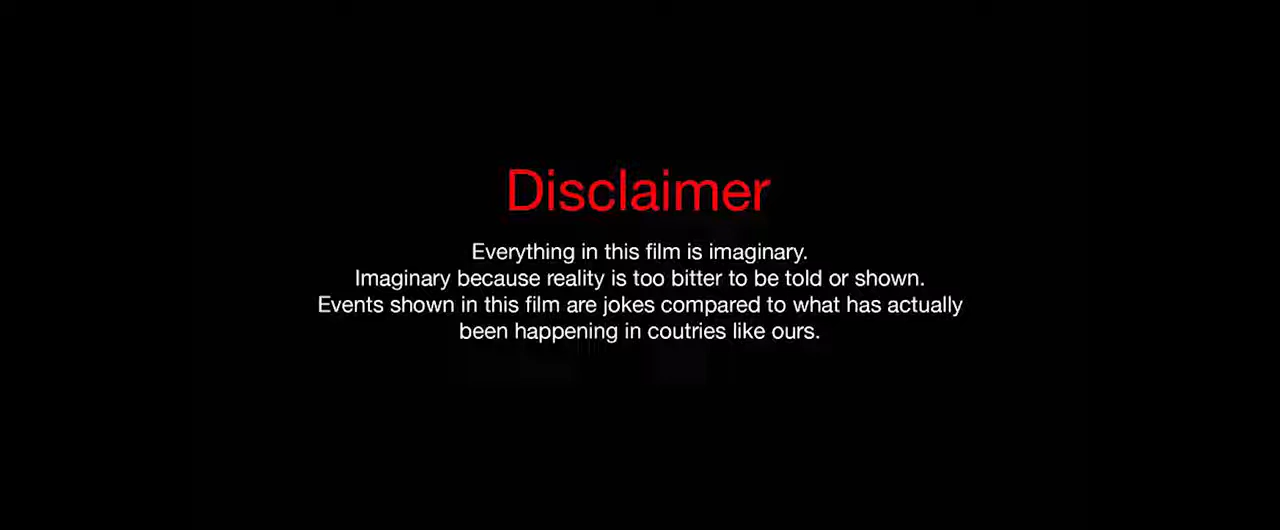 Disclaimer
Everything in this film is imaginary.
Imaginary because reality is too bitter to be told or shown.
Events shown in this film are jokes compared to what has actually
been happening in coutries like ours.